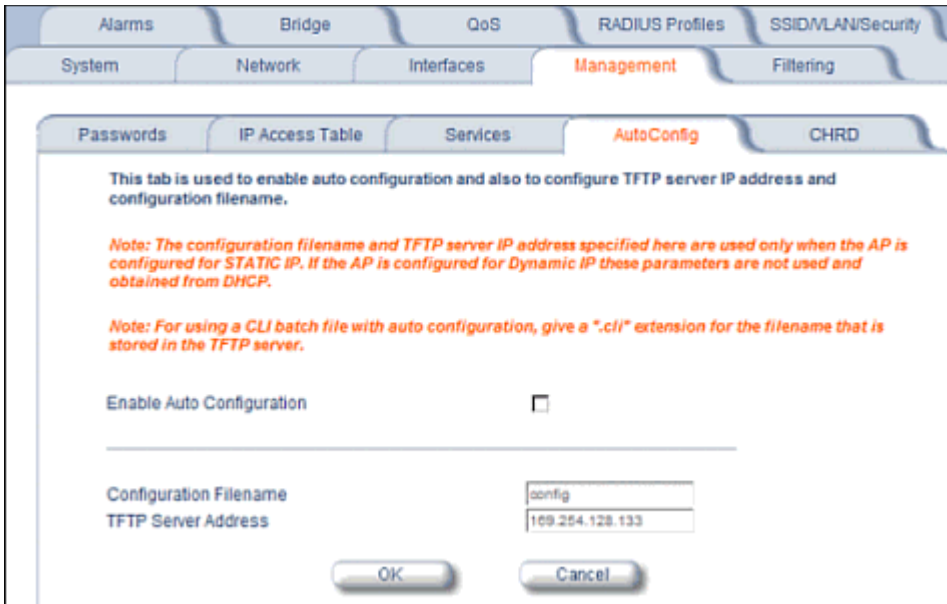 Alarms Bridge QoS RADIUS Profiles SSID/VLAN/Security
System Network Interfaces Management Filtering
Passwords IP Access Table Services AutoConfig CHRD
This tab is used to enable auto configuration and also to configure TFTP server IP address and
configuration filename.
Note: The configuration filename and TFTP server IP address specified here are used only when the AP is
configured for STATIC IP. If the AP is configured for Dynamic IP these parameters are not used and
obtained from DHCP.
Note: For using a CLI batch file with auto configuration, give a ".cli" extension for the filename that is
stored in the TFTP server.
Enable Auto Configuration
Configuration Filename config
TFTP Server Address 169.254.128.133
OK Cancel